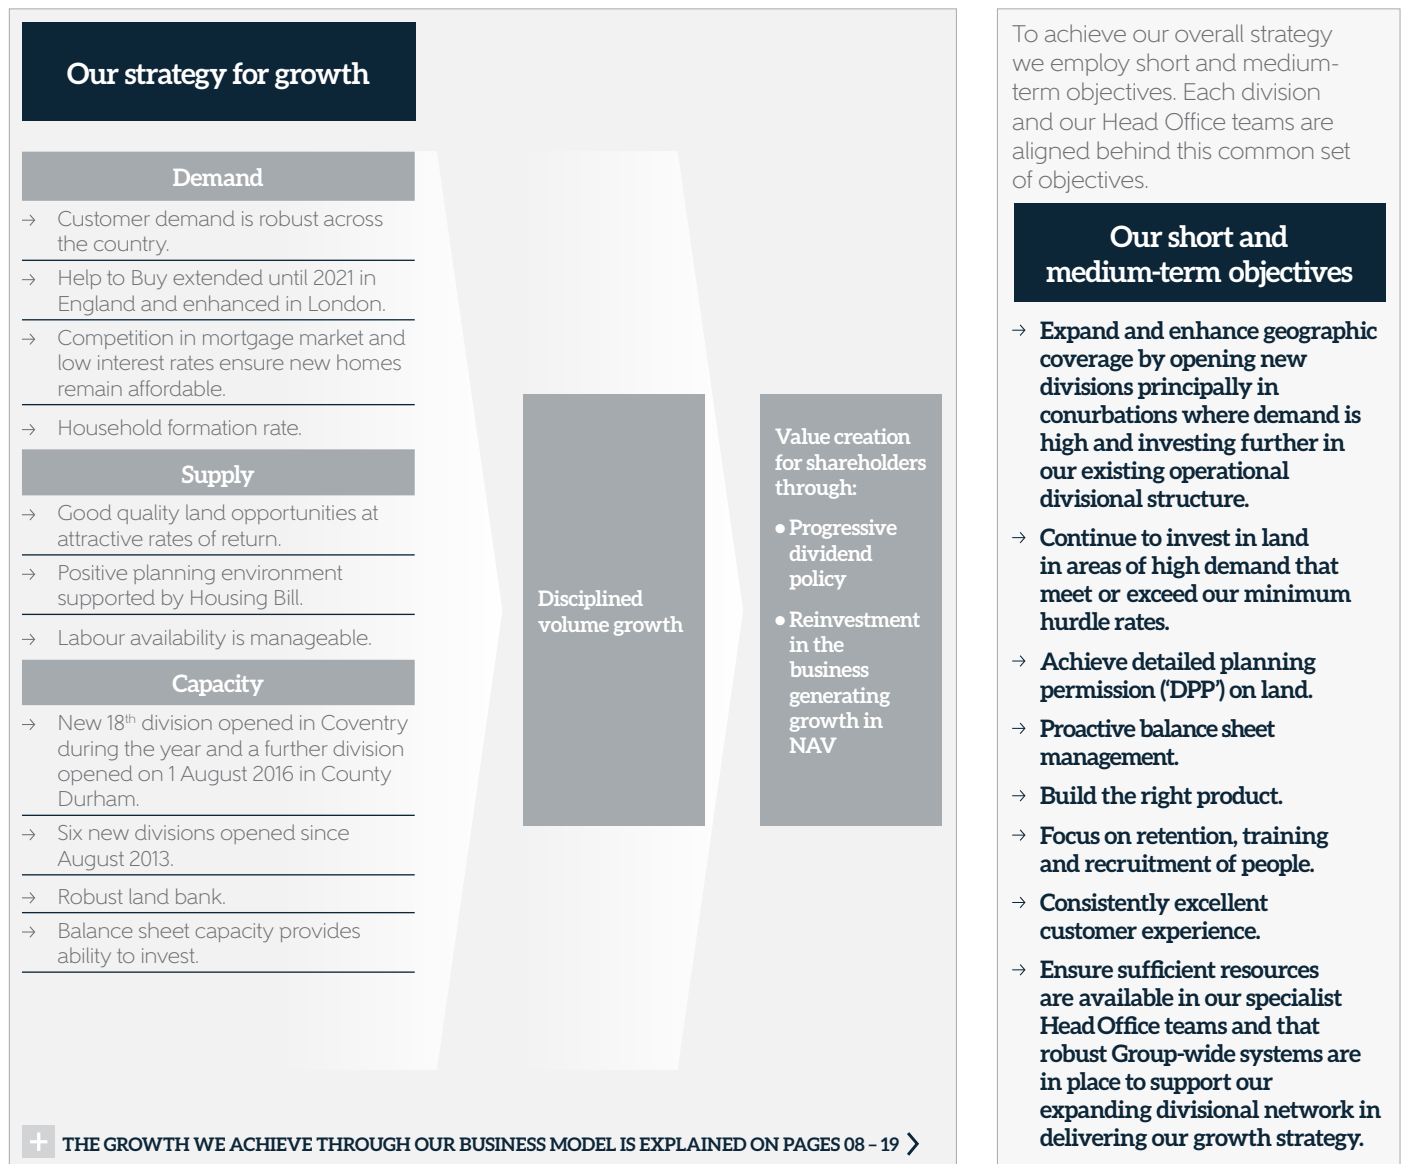 Our strategy for growth
Demand
→ Customer demand is robust across
the country.
→ Help to Buy extended until 2021 in
England and enhanced in London.
→ Competition in mortgage market and
low interest rates ensure new homes
remain affordable.
→ Household formation rate.
Supply
→ Good quality land opportunities at
attractive rates of return.
→ Positive planning environment
supported by Housing Bill.
→ Labour availability is manageable.
Capacity
→ New 18th division opened in Coventry
during the year and a further division
opened on 1 August 2016 in County
Durham.
→ Six new divisions opened since
August 2013.
→ Robust land bank.
→ Balance sheet capacity provides
ability to invest.
Disciplined
volume growth
Value creation
for shareholders
through:
• Progressive
dividend
policy
• Reinvestment
in the
business
generating
growth in
NAV
+ THE GROWTH WE ACHIEVE THROUGH OUR BUSINESS MODEL IS EXPLAINED ON PAGES 08 – 19
To achieve our overall strategy
we employ short and medium-
term objectives. Each division
and our Head Office teams are
aligned behind this common set
of objectives.
Our short and
medium-term objectives
→ Expand and enhance geographic
coverage by opening new
divisions principally in
conurbations where demand is
high and investing further in
our existing operational
divisional structure.
→ Continue to invest in land
in areas of high demand that
meet or exceed our minimum
hurdle rates.
→ Achieve detailed planning
permission (‘DPP’) on land.
→ Proactive balance sheet
management.
→ Build the right product.
→ Focus on retention, training
and recruitment of people.
→ Consistently excellent
customer experience.
→ Ensure sufficient resources
are available in our specialist
Head Office teams and that
robust Group-wide systems are
in place to support our
expanding divisional network in
delivering our growth strategy.